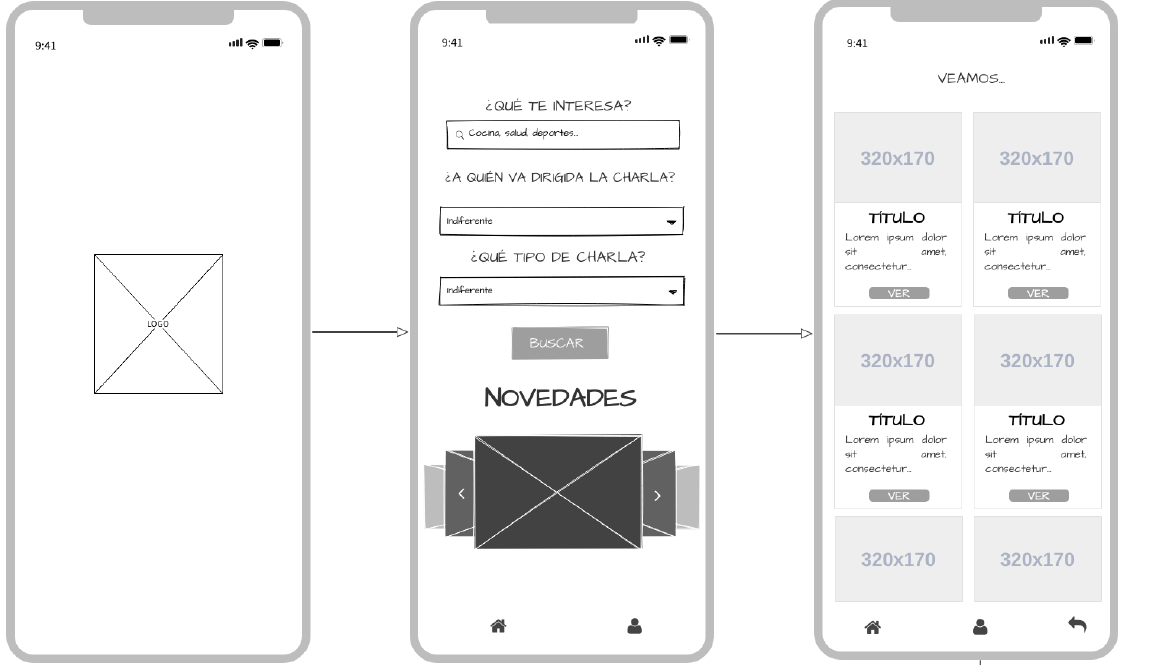 9:41
LOGO
9:41
¿QUÉ TE INTERESA?
Cocina, salud, deportes...
¿A QUIÉN VA DIRIGIDA LA CHARLA?
Indiferente
¿QUÉ TIPO DE CHARLA?
Indiferente
BUSCAR
NOVEDADES
9:41
VEAMOS...
320x170
320x170
TÍTULO
Lorem ipsum dolor
sit amet,
consectetur...
VER
TÍTULO
Lorem ipsum dolor
sit amet,
consectetur...
VER
320x170
320x170
TÍTULO
Lorem ipsum dolor
sit amet,
consectetur...
VER
TÍTULO
Lorem ipsum dolor
sit amet,
consectetur...
VER
320x170
320x170